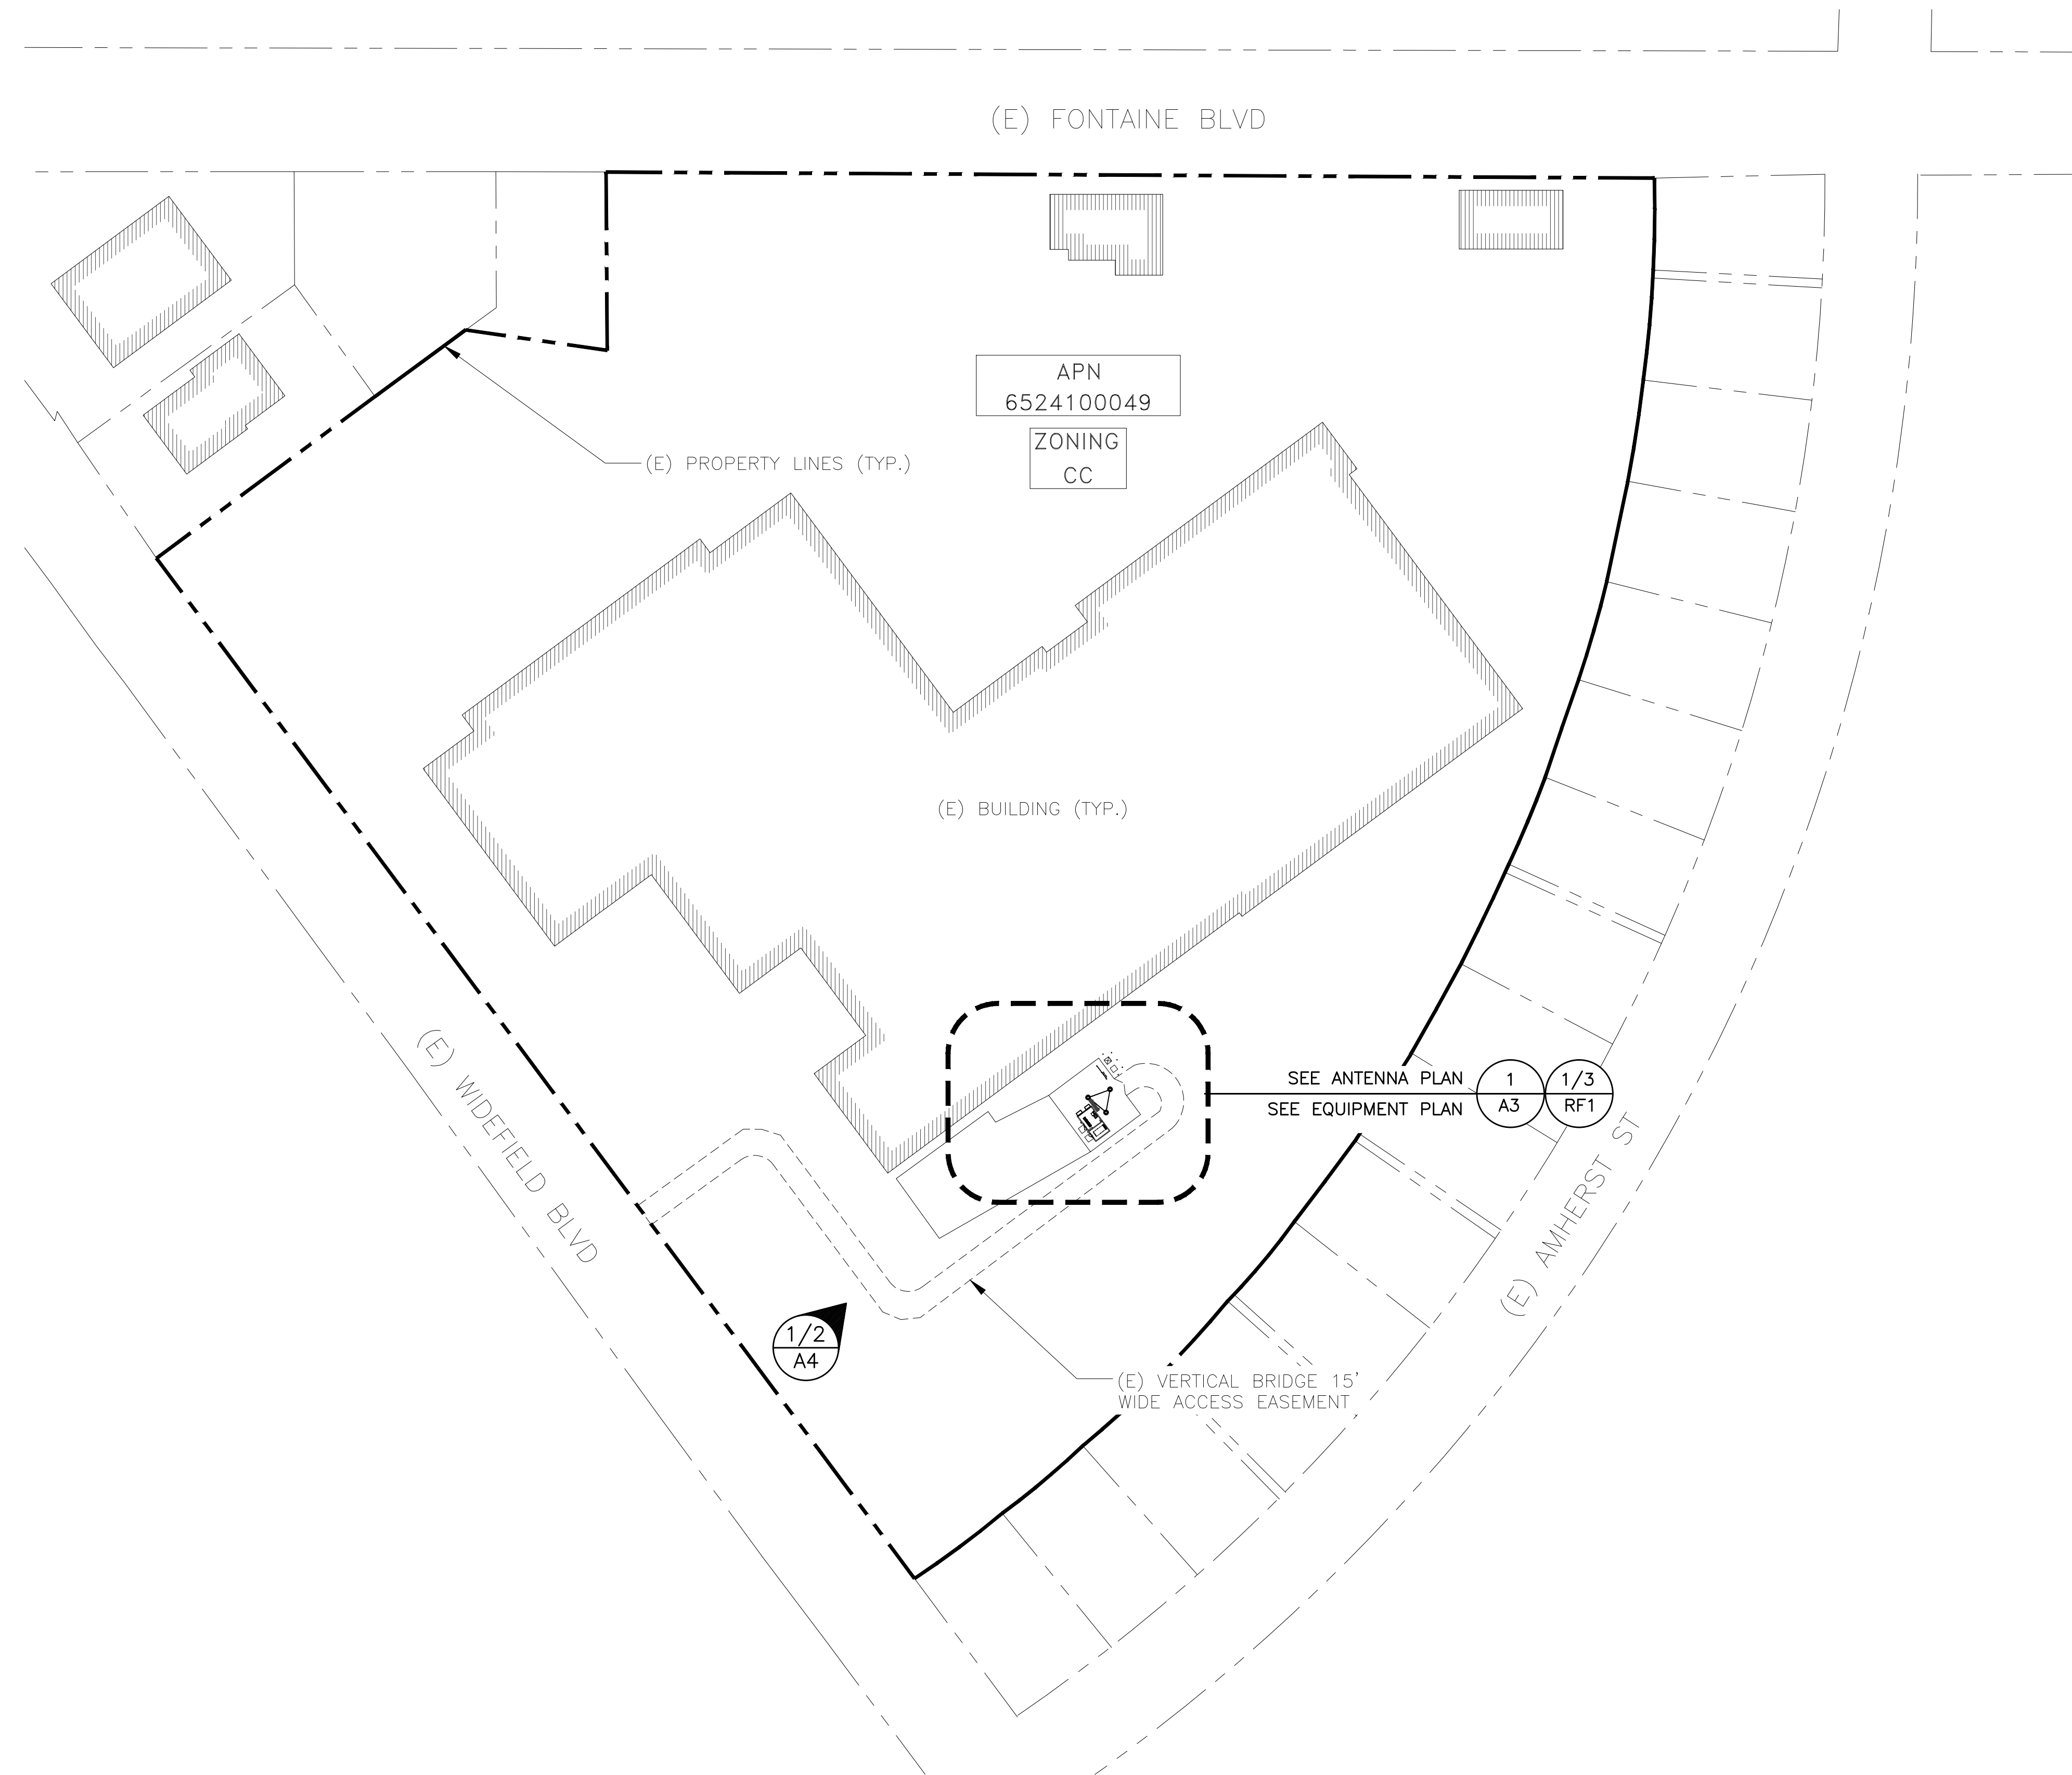 (E) FONTAINE BLVD
APN
6524100049
ZONING
CC
(E) PROPERTY LINES (TYP.)
(E) BUILDING (TYP.)
(E) WIDEFIELD BLVD
SEE ANTENNA PLAN
SEE EQUIPMENT PLAN
1
A3
1/3
RF1
(E) AMHERST ST
1/2
A4
(E) VERTICAL BRIDGE 15'
WIDE ACCESS EASEMENT